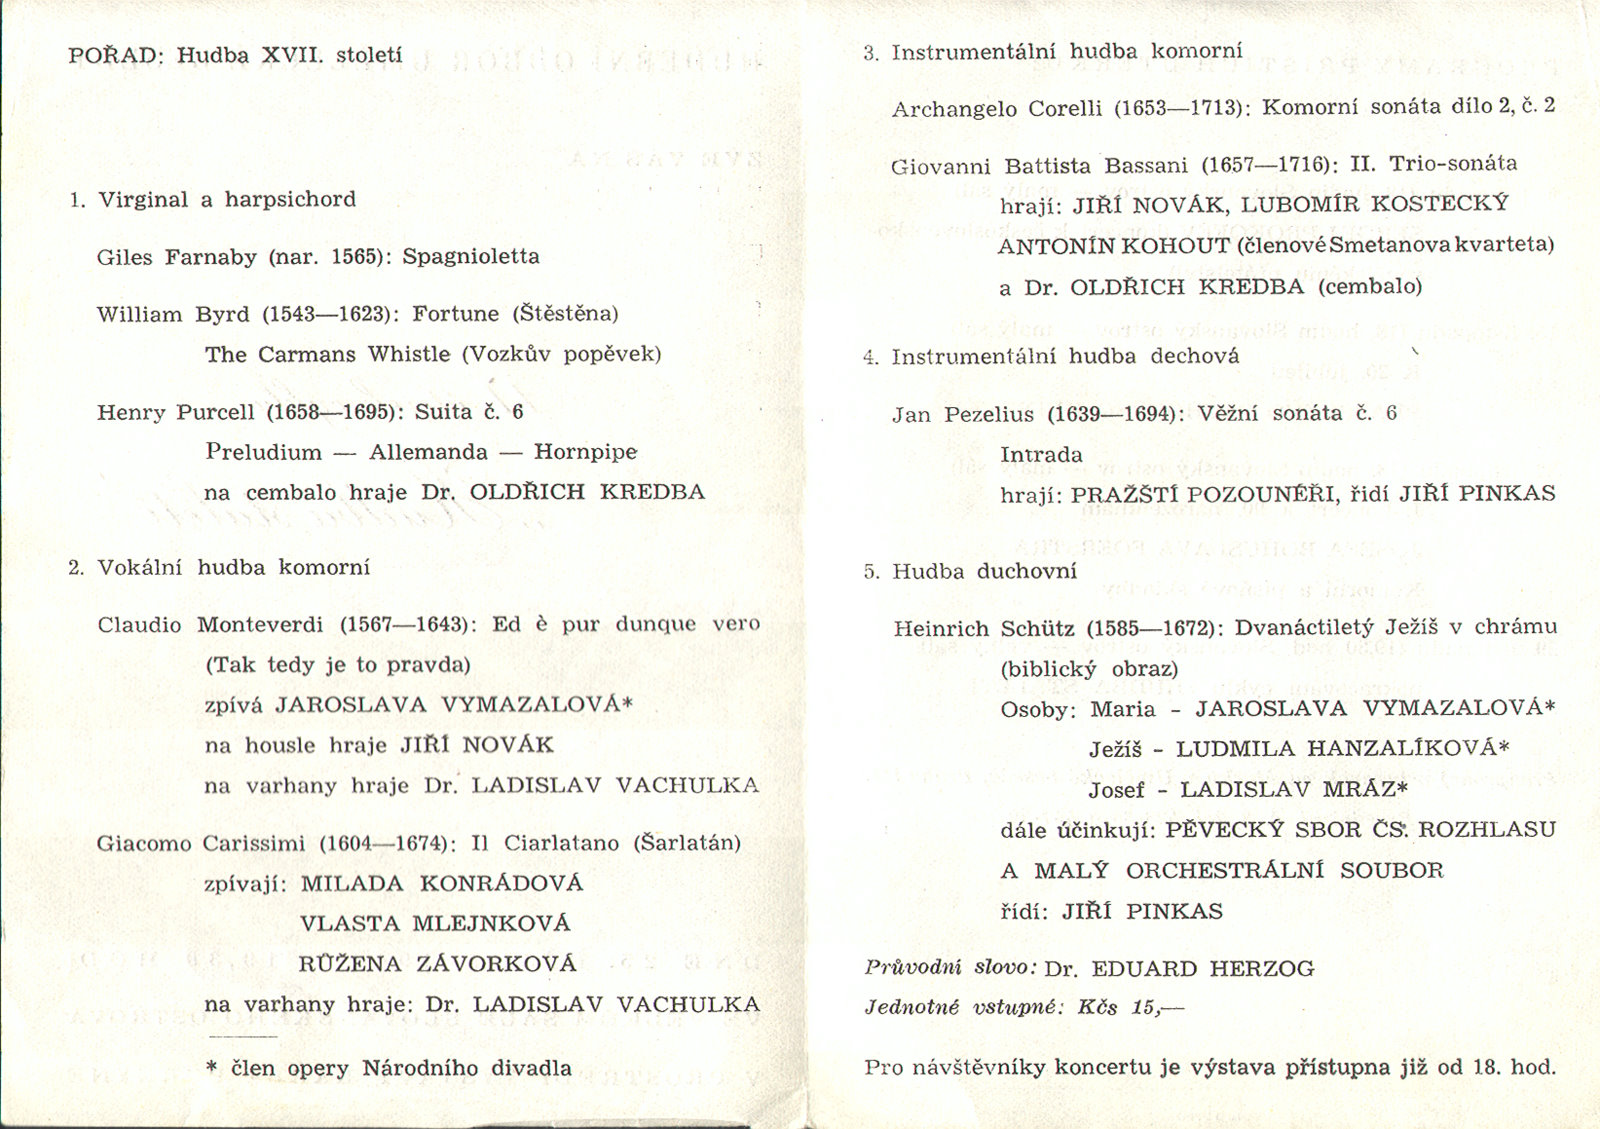 POŘAD: Hudba XVII. století
1. Virginal a harpsichord
Giles Farnaby (nar. 1565): Spagnioletta
William Byrd (1543—1623): Fortune (Štěstěna)
The Carmans Whistle (Vozkův popěvek)
Henry Purcell (1658—1695): Suita č. 6
Preludium — Allemanda — Hornpipe
na cembalo hraje Dr. OLDŘICH KREDBA
2. Vokální hudba komorní
Claudio Monteverdi (1567—1643): Ed è pur dunque vero
(Tak tedy je to pravda)
zpívá JAROSLAVA VYMAZALOVÁ*
na housle hraje JIŘÍ NOVÁK
na varhany hraje Dr. LADISLAV VACHULKA
Giacomo Carissimi (1604—1674): Il Ciarlatano (Šarlatán)
zpívají: MILADA KONRÁDOVÁ
VLASTA MLEJNKOVÁ
RŮŽENA ZÁVORKOVÁ
na varhany hraje: Dr. LADISLAV VACHULKA
* člen opery Národního divadla
3. Instrumentální hudba komorní
Archangelo Corelli (1653—1713): Komorní sonáta dílo 2, č. 2
Giovanni Battista Bassani (1657—1716): II. Trio-sonáta
hrají: JIŘÍ NOVÁK, LUBOMÍR KOSTECKÝ
ANTONÍN KOHOUT (členové Smetanova kvarteta)
a Dr. OLDŘICH KREDBA (cembalo)
4. Instrumentální hudba dechová
Jan Pezelius (1639—1694): Věžní sonáta č. 6
Intrada
hrají: PRAŽŠTÍ POZOUNÉŘI, řidí JIŘÍ PINKAS
5. Hudba duchovní
Heinrich Schütz (1585—1672): Dvanáctiletý Ježíš v chrámu
(biblický obraz)
Osoby: Maria - JAROSLAVA VYMAZALOVÁ*
Ježíš - LUDMILA HANZALÍKOVÁ*
Josef - LADISLAV MRÁZ*
dále účinkují: PĚVECKÝ SBOR ČS. ROZHLASU
A MALÝ ORCHESTRÁLNÍ SOUBOR
řídí: JIŘÍ PINKAS
Průvodní slovo: Dr. EDUARD HERZOG
Jednotné vstupné: Kčs 15,—
Pro návštěvníky koncertu je výstava přístupna již od 18. hod.